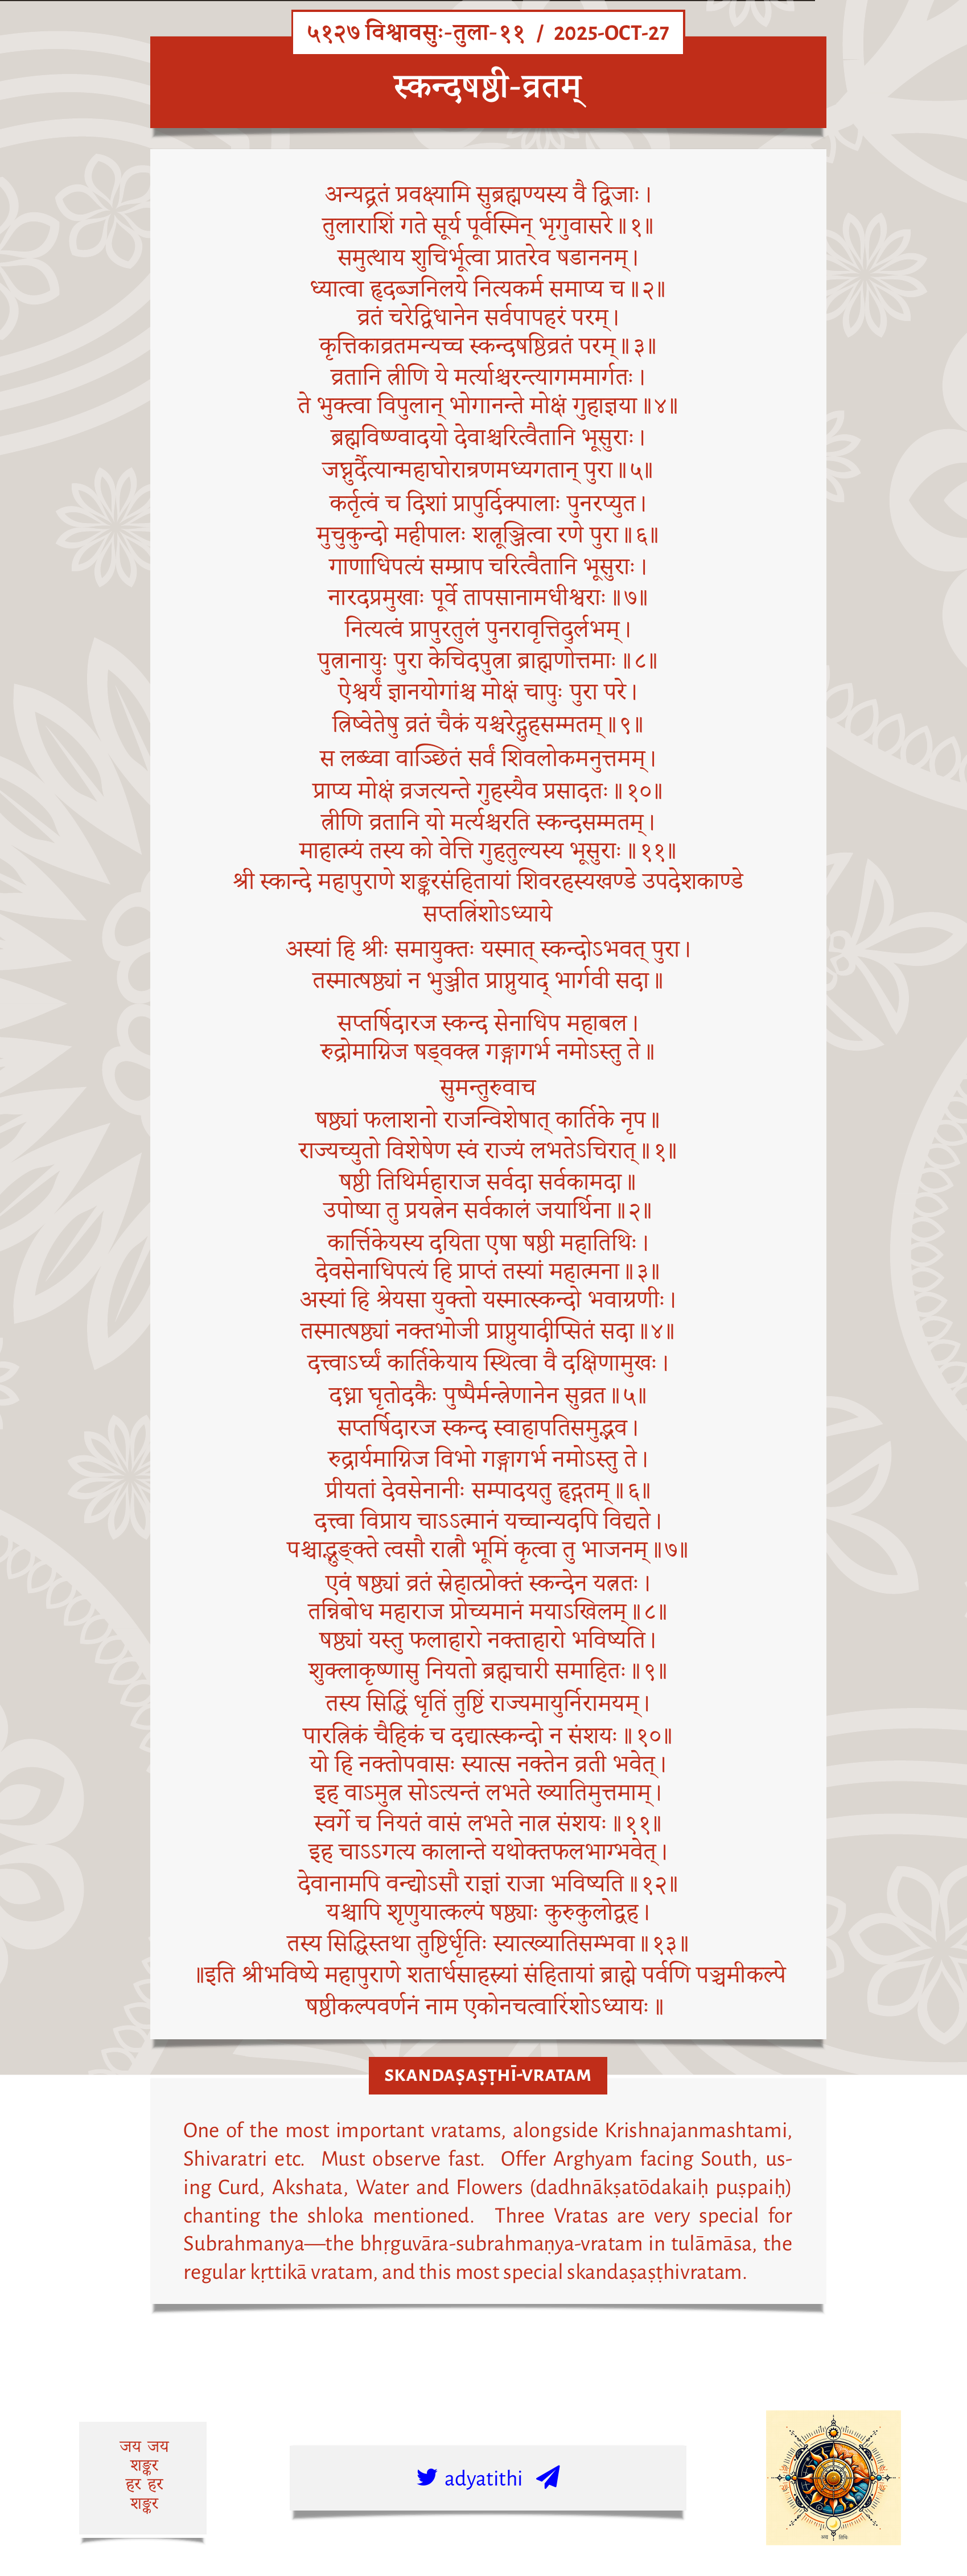 ५१२७ विश्वावसुः-तुला-११ / 2025-OCT-27
स्कन्दषष्ठी-व्रतम्
अन्यद्व्रतं प्रवक्ष्यामि सुब्रह्मण्यस्य वै द्विजाः।
तुलाराशिं गते सूर्य पूर्वस्मिन् भृगुवासरे॥१॥
समुत्थाय शुचिर्भूत्वा प्रातरेव षडाननम्।
ध्यात्वा हृदब्जनिलये नित्यकर्म समाप्य च॥२॥
व्रतं चरेद्विधानेन सर्वपापहरं परम्।
कृत्तिकाव्रतमन्यच्च स्कन्दषष्ठिव्रतं परम्॥३॥
व्रतानि त्रीणि ये मर्त्याश्चरन्त्यागममार्गतः।
ते भुक्त्वा विपुलान् भोगानन्ते मोक्षं गुहाज्ञया॥४॥
ब्रह्मविष्ण्वादयो देवाश्चरित्वैतानि भूसुराः।
जघ्नुर्दैत्यान्महाघोरान्रणमध्यगतान् पुरा॥५॥
कर्तृत्वं च दिशां प्रापुर्दिक्पालाः पुनरप्युत।
मुचुकुन्दो महीपालः शत्रूञ्जित्वा रणे पुरा॥६॥
गाणाधिपत्यं सम्प्राप चरित्वैतानि भूसुराः।
नारदप्रमुखाः पूर्वे तापसानामधीश्वराः॥७॥
नित्यत्वं प्रापुरतुलं पुनरावृत्तिदुर्लभम्।
पुत्रानायुः पुरा केचिदपुत्रा ब्राह्मणोत्तमाः॥८॥
ऐश्वर्यं ज्ञानयोगांश्च मोक्षं चापुः पुरा परे।
त्रिष्वेतेषु व्रतं चैकं यश्चरेद्गुहसम्मतम्॥९॥
स लब्ध्वा वाञ्छितं सर्वं शिवलोकमनुत्तमम्।
प्राप्य मोक्षं व्रजत्यन्ते गुहस्यैव प्रसादतः॥१०॥
त्रीणि व्रतानि यो मर्त्यश्चरति स्कन्दसम्मतम्।
माहात्म्यं तस्य को वेत्ति गुहतुल्यस्य भूसुराः॥११॥
श्री स्कान्दे महापुराणे शङ्करसंहितायां शिवरहस्यखण्डे उपदेशकाण्डे
सप्तत्रिंशोऽध्याये
अस्यां हि श्रीः समायुक्तः यस्मात् स्कन्दोऽभवत् पुरा।
तस्मात्षष्ठ्यां न भुञ्जीत प्राप्नुयाद् भार्गवी सदा॥
सप्तर्षिदारज स्कन्द सेनाधिप महाबल।
रुद्रोमाग्निज षड्वक्त्र गङ्गागर्भ नमोऽस्तु ते॥
सुमन्तुरुवाच
षष्ठ्यां फलाशनो राजन्विशेषात् कार्तिके नृप॥
राज्यच्युतो विशेषेण स्वं राज्यं लभतेऽचिरात्॥१॥
षष्ठी तिथिर्महाराज सर्वदा सर्वकामदा॥
उपोष्या तु प्रयत्नेन सर्वकालं जयार्थिना॥२॥
कार्त्तिकेयस्य दयिता एषा षष्ठी महातिथिः।
देवसेनाधिपत्यं हि प्राप्तं तस्यां महात्मना॥३॥
अस्यां हि श्रेयसा युक्तो यस्मात्स्कन्दो भवाग्रणीः।
तस्मात्षष्ठ्यां नक्तभोजी प्राप्नुयादीप्सितं सदा॥४॥
दत्त्वाऽर्घ्यं कार्तिकेयाय स्थित्वा वै दक्षिणामुखः।
दध्ना घृतोदकैः पुष्पैर्मन्त्रेणानेन सुव्रत॥५॥
सप्तर्षिदारज स्कन्द स्वाहापतिसमुद्भव।
रुद्रार्यमाग्निज विभो गङ्गागर्भ नमोऽस्तु ते।
प्रीयतां देवसेनानीः सम्पादयतु हृद्गतम्॥६॥
दत्त्वा विप्राय चाऽऽत्मानं यच्चान्यदपि विद्यते।
पश्चाद्भुङ्क्ते त्वसौ रात्रौ भूमिं कृत्वा तु भाजनम्॥७॥
एवं षष्ठ्यां व्रतं स्नेहात्प्रोक्तं स्कन्देन यत्नतः।
तन्निबोध महाराज प्रोच्यमानं मयाऽखिलम्॥८॥
षष्ठ्यां यस्तु फलाहारो नक्ताहारो भविष्यति।
शुक्लाकृष्णासु नियतो ब्रह्मचारी समाहितः॥९॥
तस्य सिद्धिं धृतिं तुष्टिं राज्यमायुर्निरामयम्।
पारत्रिकं चैहिकं च दद्यात्स्कन्दो न संशयः॥१०॥
यो हि नक्तोपवासः स्यात्स नक्तेन व्रती भवेत्।
इह वाऽमुत्र सोऽत्यन्तं लभते ख्यातिमुत्तमाम्।
स्वर्गे च नियतं वासं लभते नात्र संशयः॥११॥
इह चाऽऽगत्य कालान्ते यथोक्तफलभाग्भवेत्।
देवानामपि वन्द्योऽसौ राज्ञां राजा भविष्यति॥१२॥
यश्चापि शृणुयात्कल्पं षष्ठ्याः कुरुकुलोद्वह।
तस्य सिद्धिस्तथा तुष्टिर्धृतिः स्यात्ख्यातिसम्भवा॥१३॥
॥इति श्रीभविष्ये महापुराणे शतार्धसाहस्र्यां संहितायां ब्राह्मे पर्वणि पञ्चमीकल्पे
षष्ठीकल्पवर्णनं नाम एकोनचत्वारिंशोऽध्यायः॥
SKANDAṢAṢṬHĪ-VRATAM
One of the most important vratams, alongside Krishnajanmashtami,
Shivaratri etc. Must observe fast. Offer Arghyam facing South, us-
ing Curd, Akshata, Water and Flowers (dadhnākṣatōdakaiḥ puṣpaiḥ)
chanting the shloka mentioned. Three Vratas are very special for
Subrahmanya—the bhṛguvāra-subrahmaṇya-vratam in tulāmāsa, the
regular kṛttikā vratam, and this most special skandaṣaṣṭhivratam.
जय जय
शङ्कर
हर हर
शङ्कर
adyatithi